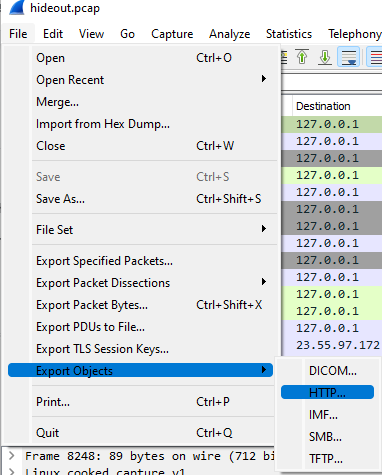 hideout.pcap
File Edit View Go Capture Analyze Statistics Telephony
Open Ctrl+O
Open Recent
Merge...
Import from Hex Dump...
Close Ctrl+W
Save Ctrl+S
Save As... Ctrl+Shift+S
File Set
Export Specified Packets...
Export Packet Dissections
Export Packet Bytes... Ctrl+Shift+X
Export PDUs to File...
Export TLS Session Keys...
Export Objects
Print... Ctrl+P
Quit Ctrl+Q
Destination
127.0.0.1
127.0.0.1
127.0.0.1
127.0.0.1
127.0.0.1
127.0.0.1
127.0.0.1
127.0.0.1
127.0.0.1
127.0.0.1
127.0.0.1
127.0.0.1
23.55.97.172
DICOM...
HTTP...
IMF...
SMB...
TFTP...
> Frame 8248: 89 bytes on wire (712 bi
> Linux cooked capture v1